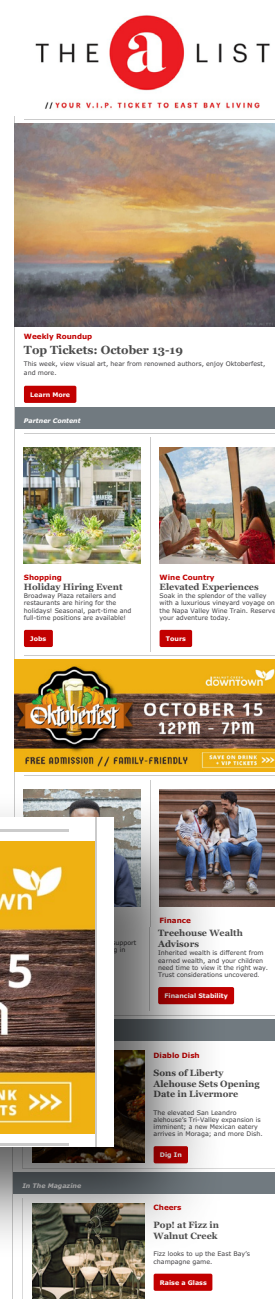 THE a LIST
// YOUR V.I.P. TICKET TO EAST BAY LIVING
Weekly Roundup
Top Tickets: October 13-19
This week, view visual art, hear from renowned authors, enjoy Oktoberfest,
and more.
Learn More
Partner Content
Shopping
Holiday Hiring Event
Broadway Plaza retailers and
restaurants are hiring for the
holidays! Seasonal, part-time and
full-time positions are available!
Jobs
Wine Country
Elevated Experiences
Soak in the splendor of the valley
with a luxurious vineyard voyage on
the Napa Valley Wine Train. Reserve
your adventure today.
Tours
Oktoberfest
downtown
OCTOBER 15
12PM - 7PM
FREE ADMISSION // FAMILY-FRIENDLY
SAVE ON DRINK
+ VIP TICKETS >>>
support
g in
Finance
Treehouse Wealth
Advisors
Inherited wealth is different from
earned wealth, and your children
need time to view it the right way.
Trust considerations uncovered.
Financial Stability
wn
5
NK
TS >>>
Diablo Dish
Sons of Liberty
Alehouse Sets Opening
Date in Livermore
The elevated San Leandro
alehouse's Tri-Valley expansion is
imminent; a new Mexican eatery
arrives in Moraga; and more Dish.
Dig In
In The Magazine
Cheers
Pop! at Fizz in
Walnut Creek
Fizz looks to up the East Bay's
champagne game.
Raise a Glass